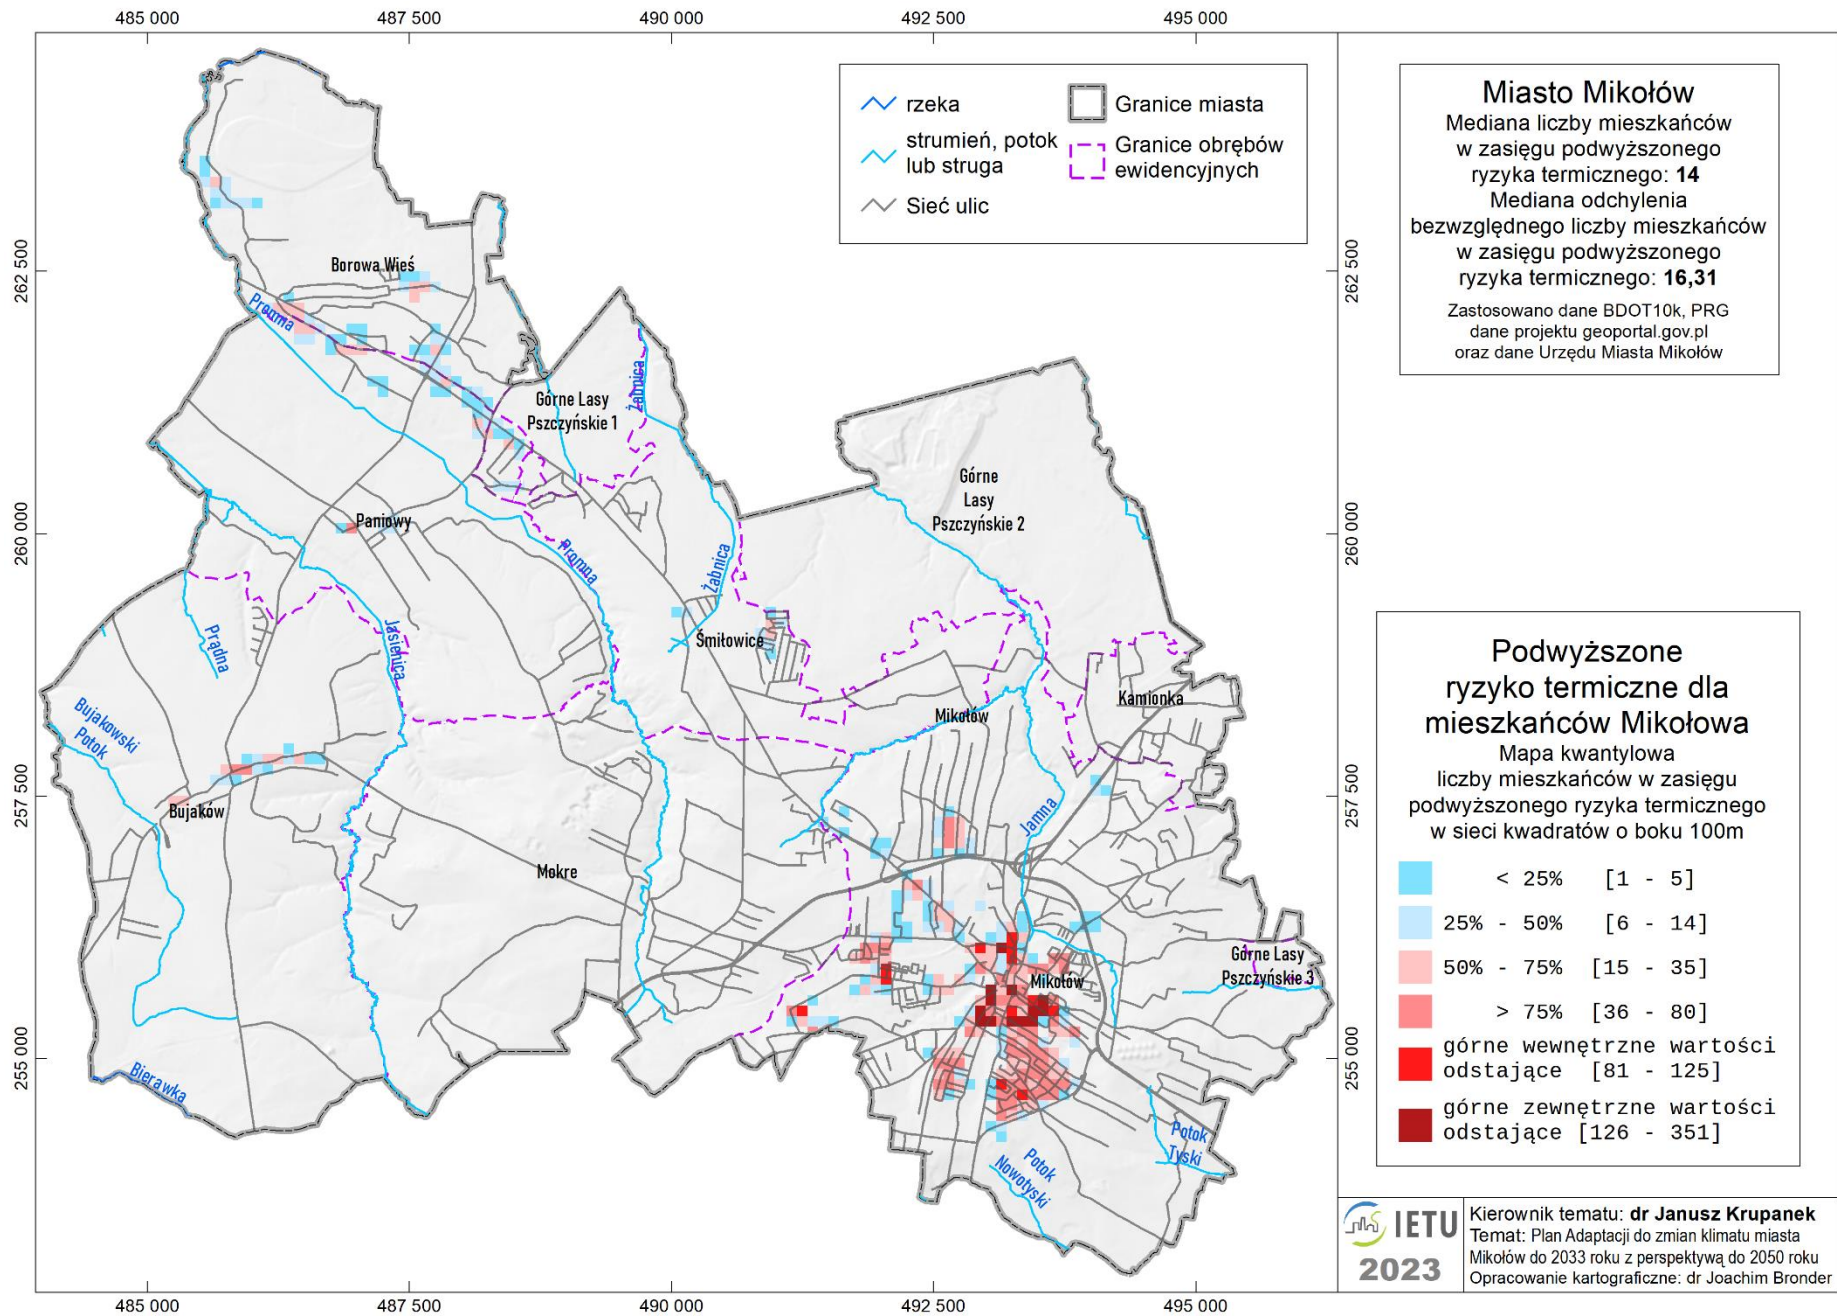 485 000
487 500
490 000
492 500
495 000
rzeka
strumień, potok
lub struga
Sieć ulic
Granice miasta
Granice obrębów
ewidencyjnych
Miasto Mikołów
Mediana liczby mieszkańców
w zasięgu podwyższonego
ryzyka termicznego: 14
Mediana odchylenia
bezwzględnego liczby mieszkańców
w zasięgu podwyższonego
ryzyka termicznego: 16,31
Zastosowano dane BDOT10k, PRG
dane projektu geoportal.gov.pl
oraz dane Urzędu Miasta Mikołów
262 500
262 500
Borowa Wieś
Promna
Żabnica
Górne Lasy
Pszczyńskie 1
Górne
Lasy
Pszczyńskie 2
260 000
260 000
Paniowy
Promna
Żabnica
Prądna
Jasienica
Śmiłowice
Kamionka
Mikołów
Bujakowski
Potok
257 500
257 500
Bujaków
Jamna
Mokre
Górne Lasy
Pszczyńskie 3
Mikołów
255 000
255 000
Bierawka
Potok
Tyski
Potok
Nowotyski
Podwyższone
ryzyko termiczne dla
mieszkańców Mikołowa
Mapa kwantylowa
liczby mieszkańców w zasięgu
podwyższonego ryzyka termicznego
w sieci kwadratów o boku 100m
< 25% [1 - 5]
25% - 50% [6 - 14]
50% - 75% [15 - 35]
> 75% [36 - 80]
górne wewnętrzne wartości
odstające [81 - 125]
górne zewnętrzne wartości
odstające [126 - 351]
IETU
2023
Kierownik tematu: dr Janusz Krupanek
Temat: Plan Adaptacji do zmian klimatu miasta
Mikołów do 2033 roku z perspektywą do 2050 roku
Opracowanie kartograficzne: dr Joachim Bronder
485 000
487 500
490 000
492 500
495 000